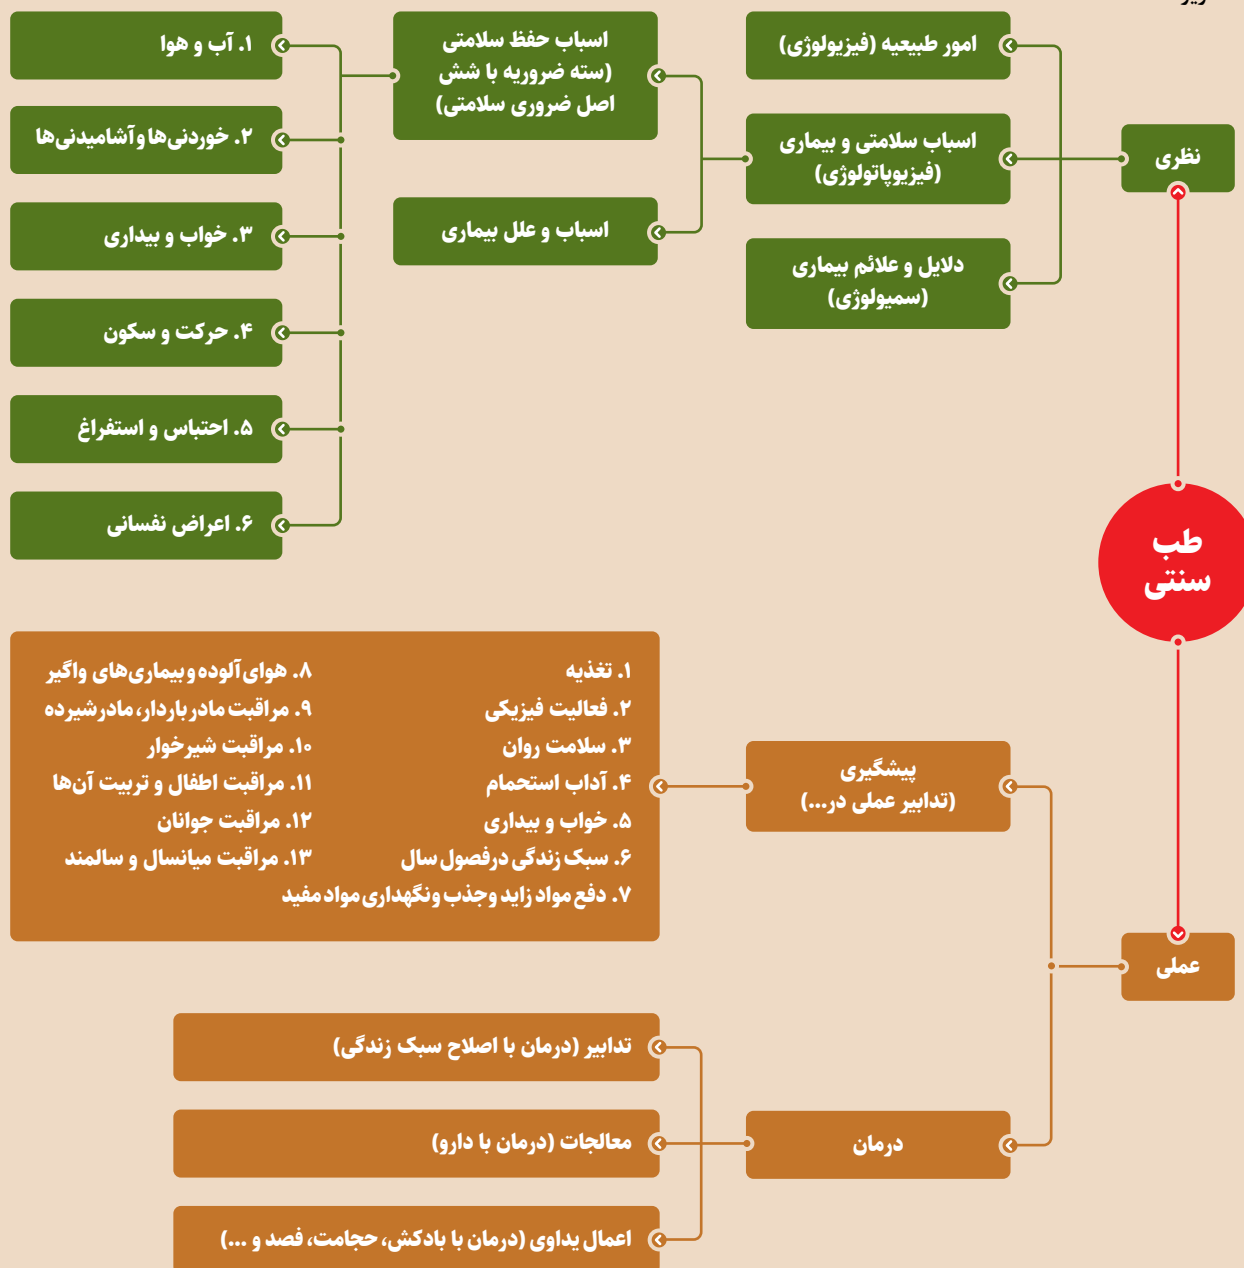 طب
سنتی
نظری
امور طبیعیه (فیزیولوژی)
اسباب سلامتی و بیماری
(فیزیوپاتولوژی)
دلایل و علائم بیماری
(سمیولوژی)
اسباب حفظ سلامتی
(سته ضروریه با شش
اصل ضروری سلامتی)
اسباب و علل بیماری
۱. آب و هوا
۲. خوردنی‌ها و آشامیدنی‌ها
۳. خواب و بیداری
۴. حرکت و سکون
۵. احتباس و استفراغ
۶. اعراض نفسانی
عملی
پیشگیری
(تدابیر عملی در...)
۱. تغذیه
۲. فعالیت فیزیکی
۳. سلامت روان
۴. آداب استحمام
۵. خواب و بیداری
۶. سبک زندگی درفصول سال
۷. دفع مواد زاید وجذب ونگهداری مواد مفید
۸. هوای آلوده وبیماری‌های واگیر
۹. مراقبت مادر باردار، مادرشیرده
۱۰. مراقبت شیرخوار
۱۱. مراقبت اطفال و تربیت آن‌ها
۱۲. مراقبت جوانان
۱۳. مراقبت میانسال و سالمند
درمان
تدابیر (درمان با اصلاح سبک زندگی)
معالجات (درمان با دارو)
اعمال یداوی (درمان با بادکش، حجامت، فصد و ...)